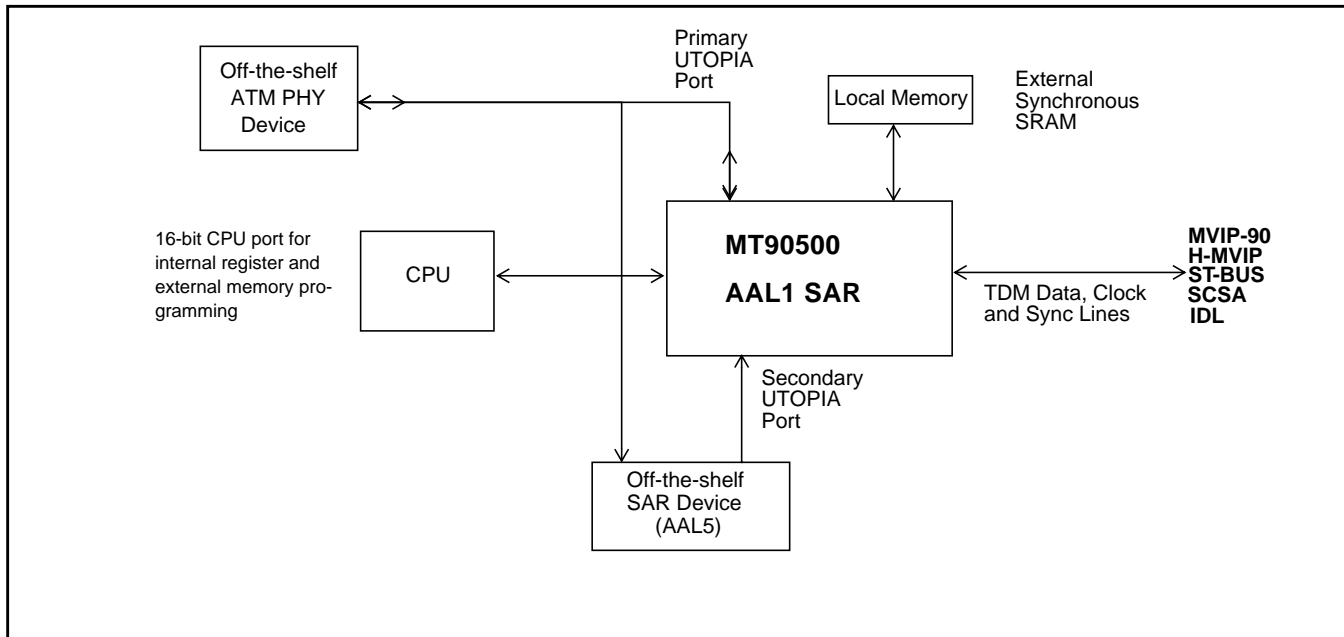 Off-the-shelf
ATM PHY
Device
Primary
UTOPIA
Port
Local Memory
External
Synchronous
SRAM
16-bit CPU port for
internal register and
external memory pro-
gramming
CPU
MT90500
AAL1 SAR
TDM Data, Clock
and Sync Lines
MVIP-90
H-MVIP
ST-BUS
SCSA
IDL
Secondary
UTOPIA
Port
Off-the-shelf
SAR Device
(AAL5)